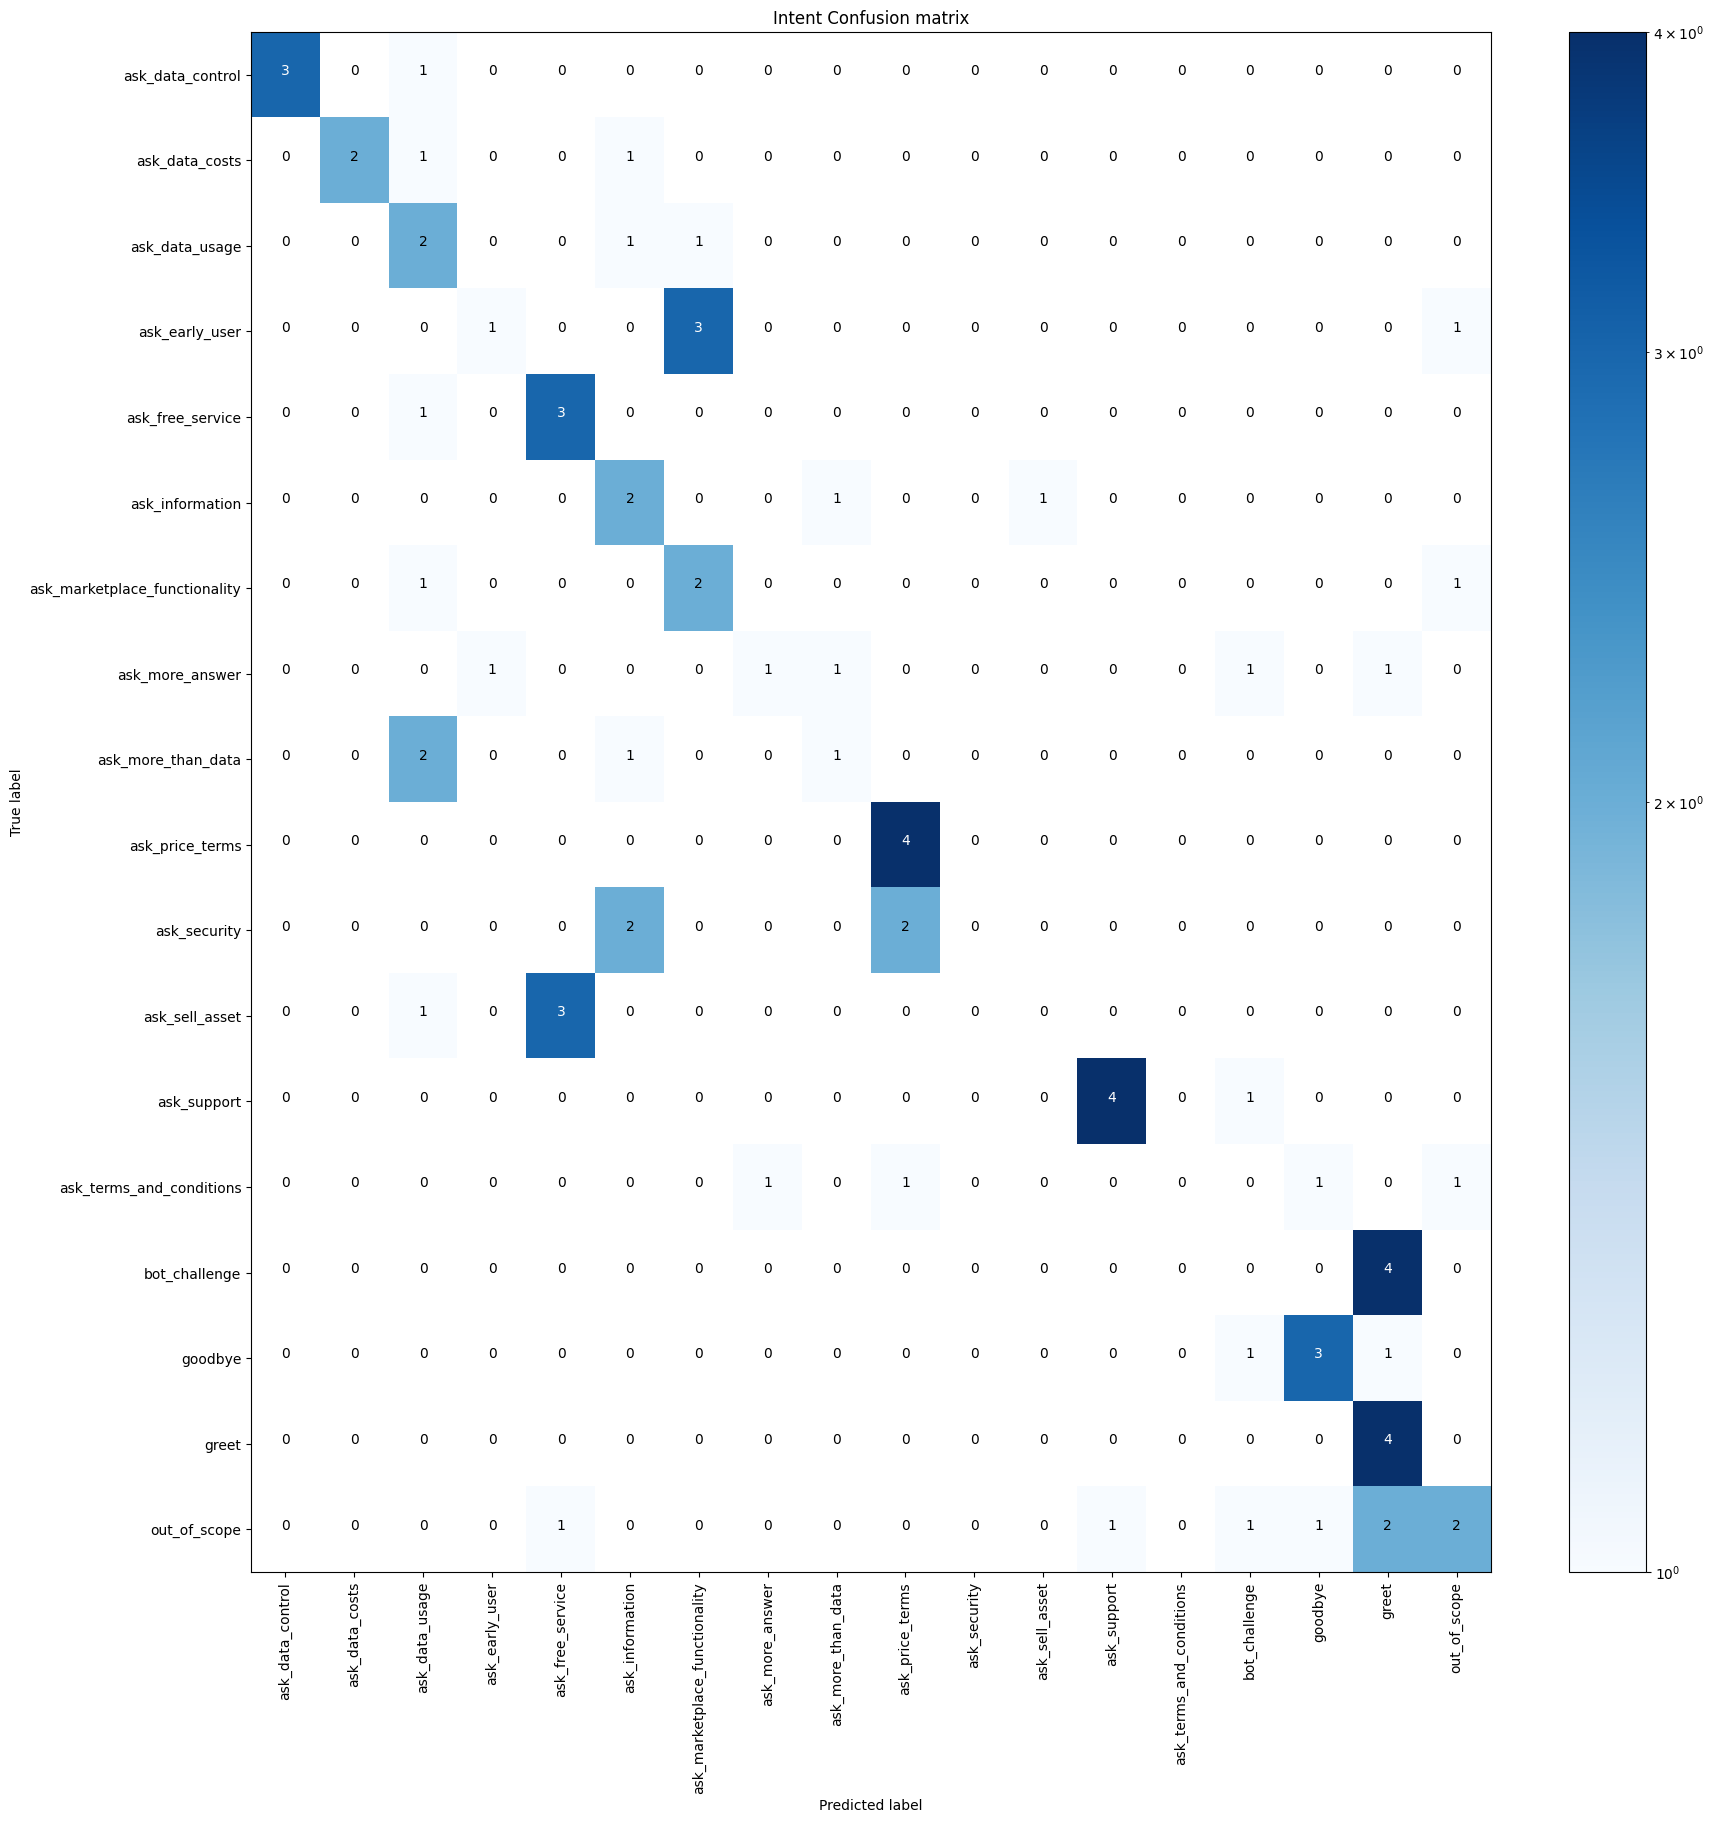 Intent Confusion matrix
ask_data_control 3 0 1 0 0 0 0 0 0 0 0 0 0 0 0 0 0 0
ask_data_costs 0 2 1 0 0 1 0 0 0 0 0 0 0 0 0 0 0 0
ask_data_usage 0 0 2 0 0 1 1 0 0 0 0 0 0 0 0 0 0 0
ask_early_user 0 0 0 1 0 0 3 0 0 0 0 0 0 0 0 0 0 1
ask_free_service 0 0 1 0 3 0 0 0 0 0 0 0 0 0 0 0 0 0
ask_information 0 0 0 0 0 2 0 0 1 0 0 1 0 0 0 0 0 0
ask_marketplace_functionality 0 0 1 0 0 0 2 0 0 0 0 0 0 0 0 0 0 1
ask_more_answer 0 0 0 1 0 0 0 1 1 0 0 0 0 0 1 0 1 0
ask_more_than_data 0 0 2 0 0 1 0 0 1 0 0 0 0 0 0 0 0 0
ask_price_terms 0 0 0 0 0 0 0 0 0 4 0 0 0 0 0 0 0 0
ask_security 0 0 0 0 0 2 0 0 0 2 0 0 0 0 0 0 0 0
ask_sell_asset 0 0 1 0 3 0 0 0 0 0 0 0 0 0 0 0 0 0
ask_support 0 0 0 0 0 0 0 0 0 0 0 0 4 0 1 0 0 0
ask_terms_and_conditions 0 0 0 0 0 0 0 1 0 1 0 0 0 0 0 1 0 1
bot_challenge 0 0 0 0 0 0 0 0 0 0 0 0 0 0 0 0 4 0
goodbye 0 0 0 0 0 0 0 0 0 0 0 0 0 0 1 3 1 0
greet 0 0 0 0 0 0 0 0 0 0 0 0 0 0 0 0 4 0
out_of_scope 0 0 0 0 1 0 0 0 0 0 0 0 1 0 1 1 2 2
True label
ask_data_control
ask_data_costs
ask_data_usage
ask_early_user
ask_free_service
ask_information
ask_marketplace_functionality
ask_more_answer
ask_more_than_data
ask_price_terms
ask_security
ask_sell_asset
ask_support
ask_terms_and_conditions
bot_challenge
goodbye
greet
out_of_scope
Predicted label
4 × 10⁰
3 × 10⁰
2 × 10⁰
10⁰